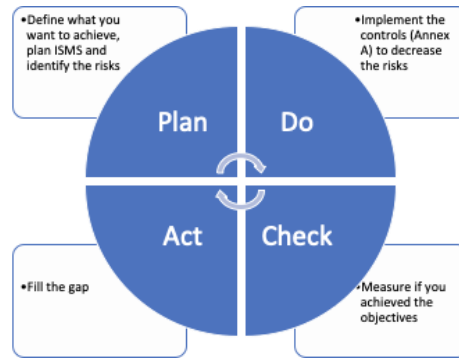 •Define what you
want to achieve,
plan ISMS and
identify the risks
•Implement the
controls (Annex
A) to decrease
the risks
Plan
Do
Act
Check
•Fill the gap
•Measure if you
achieved the
objectives